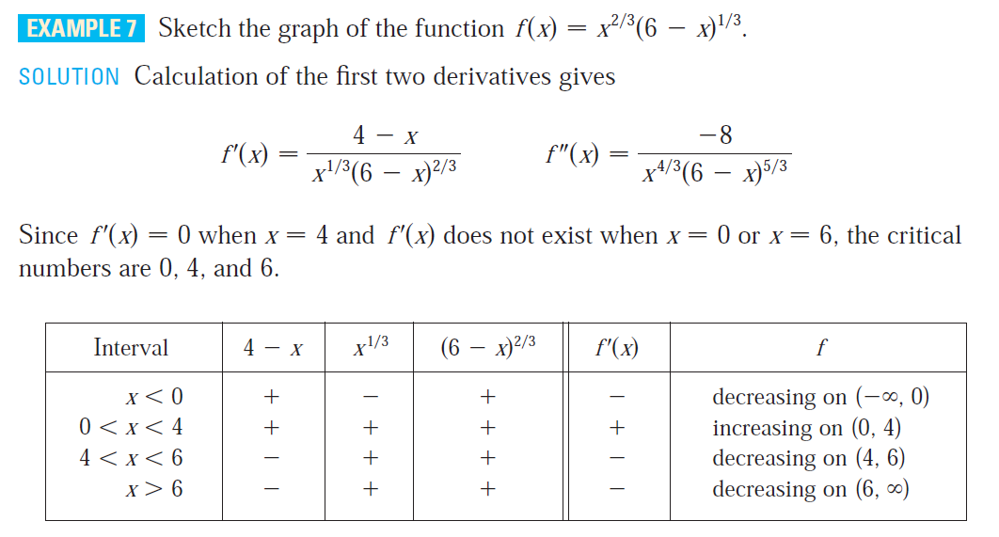 EXAMPLE 7 Sketch the graph of the function f(x) = x^{2/3}(6 − x)^{1/3}.
SOLUTION Calculation of the first two derivatives gives
f′(x) = (4 − x)/(x^{1/3}(6 − x)^{2/3}) f″(x) = −8/(x^{4/3}(6 − x)^{5/3})
Since f′(x) = 0 when x = 4 and f′(x) does not exist when x = 0 or x = 6, the critical
numbers are 0, 4, and 6.
Interval 4 − x x^{1/3} (6 − x)^{2/3} f′(x) f
x < 0 + − + − decreasing on (−∞, 0)
0 < x < 4 + + + + increasing on (0, 4)
4 < x < 6 − + + − decreasing on (4, 6)
x > 6 − + + − decreasing on (6, ∞)